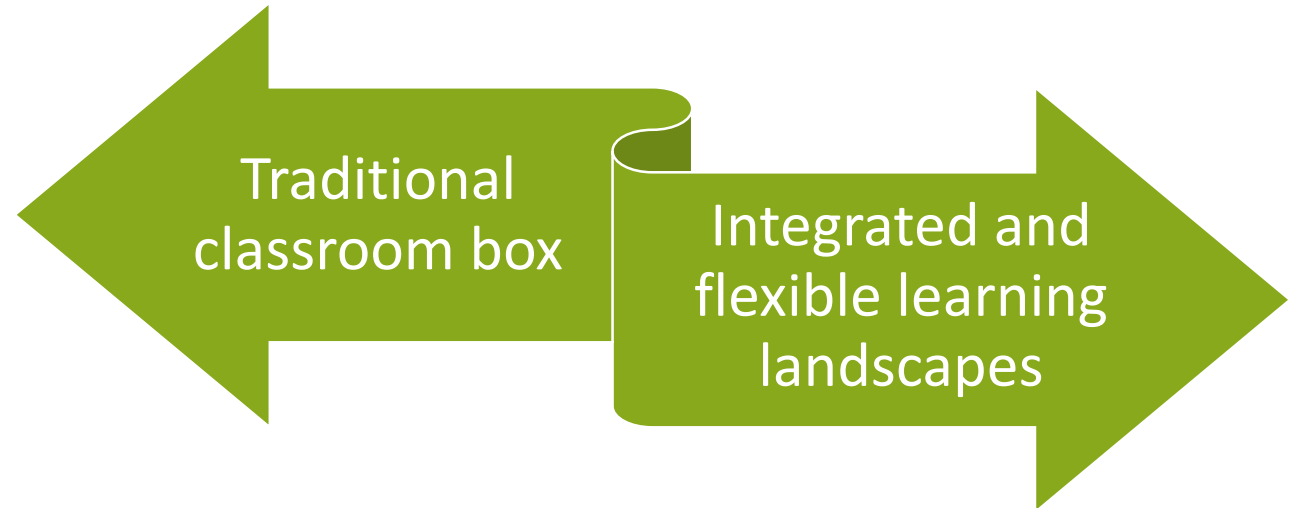 Traditional
classroom box
Integrated and
flexible learning
landscapes